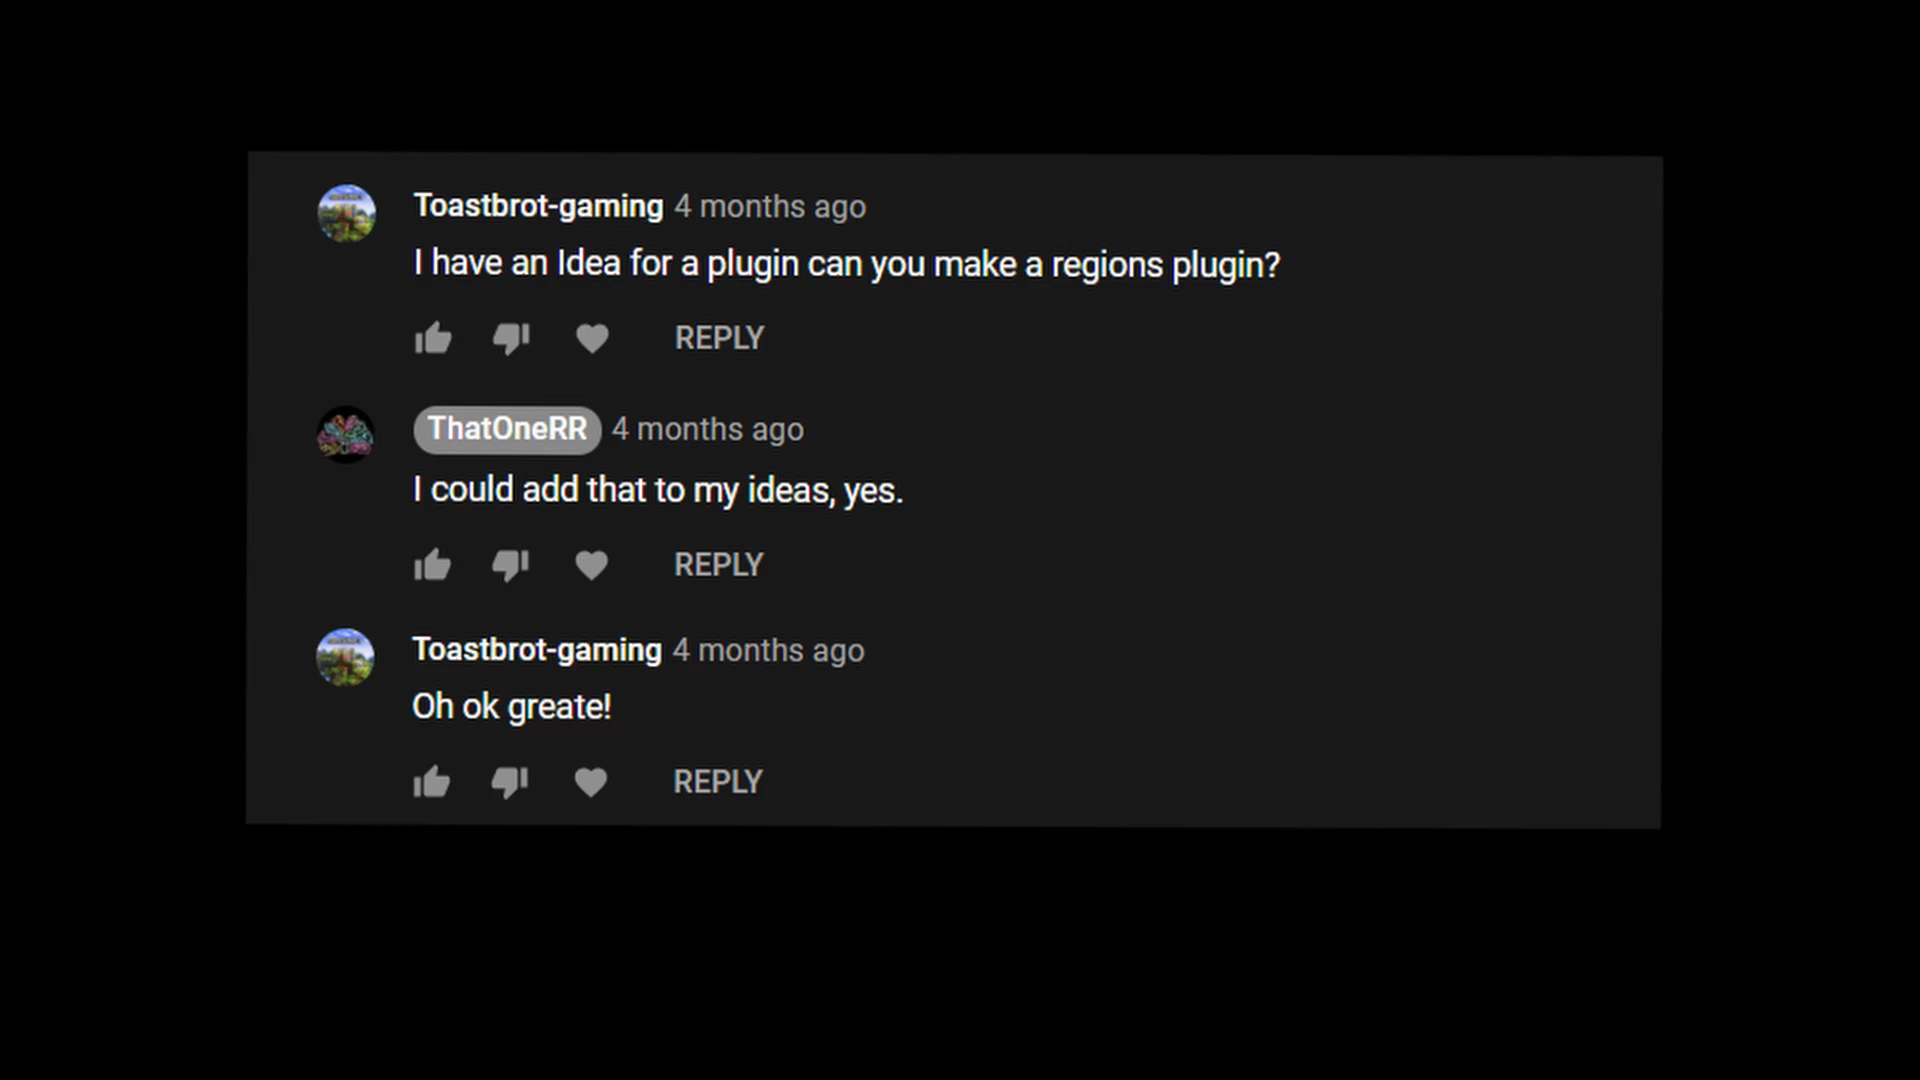 Toastbrot-gaming 4 months ago
I have an Idea for a plugin can you make a regions plugin?
REPLY
ThatOneRR 4 months ago
I could add that to my ideas, yes.
REPLY
Toastbrot-gaming 4 months ago
Oh ok greate!
REPLY